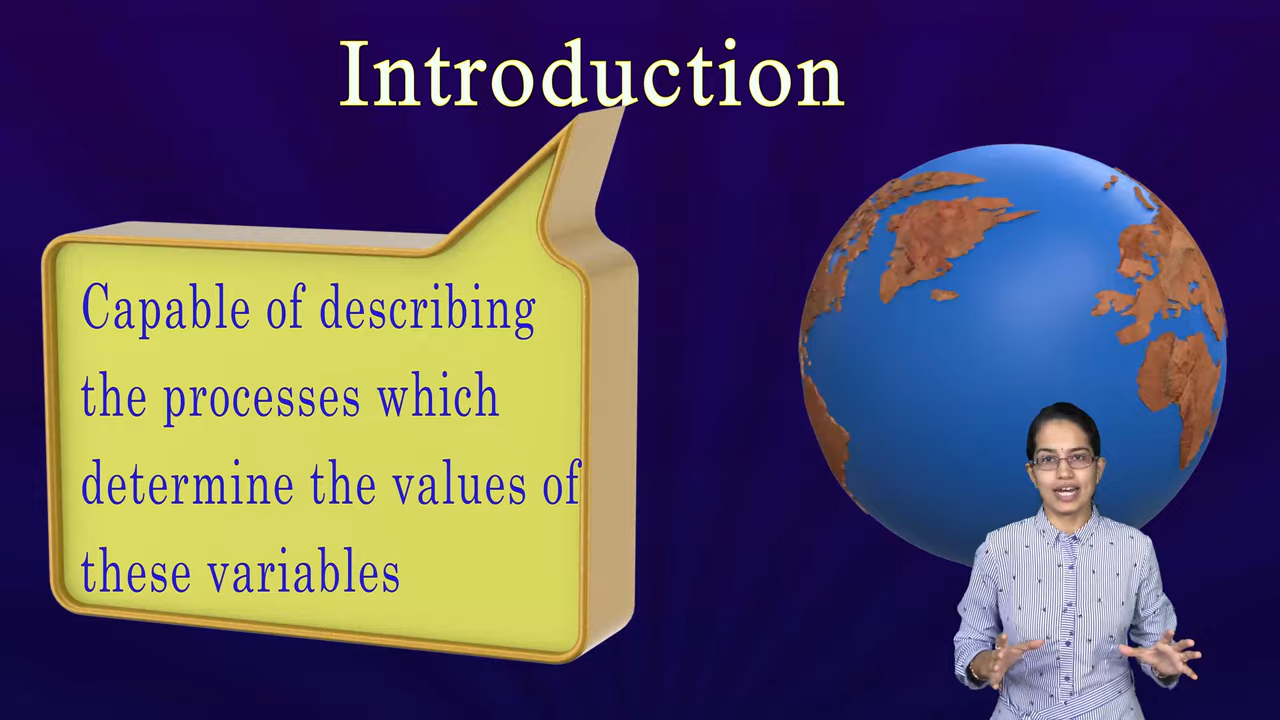 Introduction
Capable of describing
the processes which
determine the values of
these variables